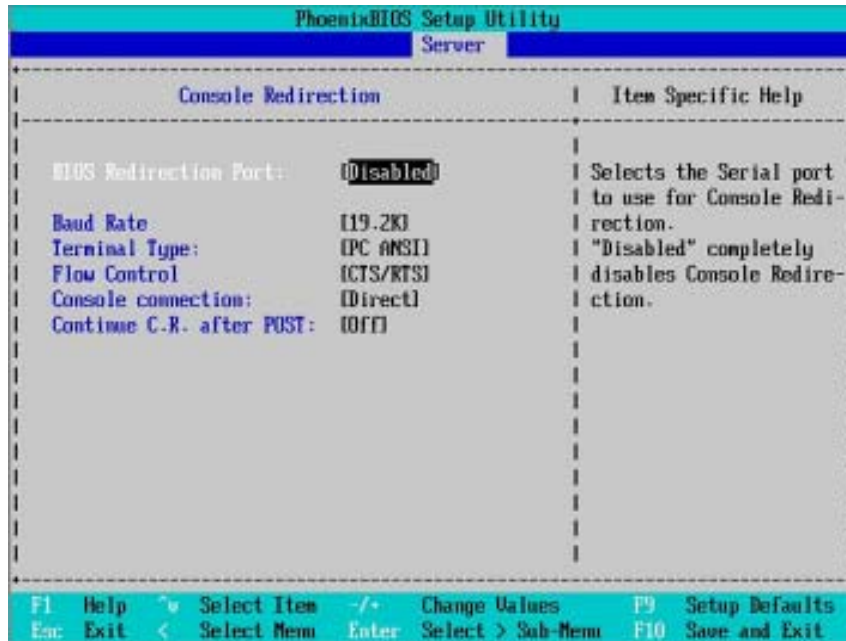 PhoenixBIOS Setup Utility
Server
Console Redirection
Item Specific Help
BIOS Redirection Port: [Disabled]
Baud Rate [19.2K]
Terminal Type: [PC ANSI]
Flow Control [CTS/RTS]
Console connection: [Direct]
Continue C.R. after POST: [Off]
Selects the Serial port
to use for Console Redi-
rection.
"Disabled" completely
disables Console Redire-
ction.
F1 Help ^v Select Item -/+ Change Values F9 Setup Defaults
Esc Exit < Select Menu Enter Select > Sub-Menu F10 Save and Exit